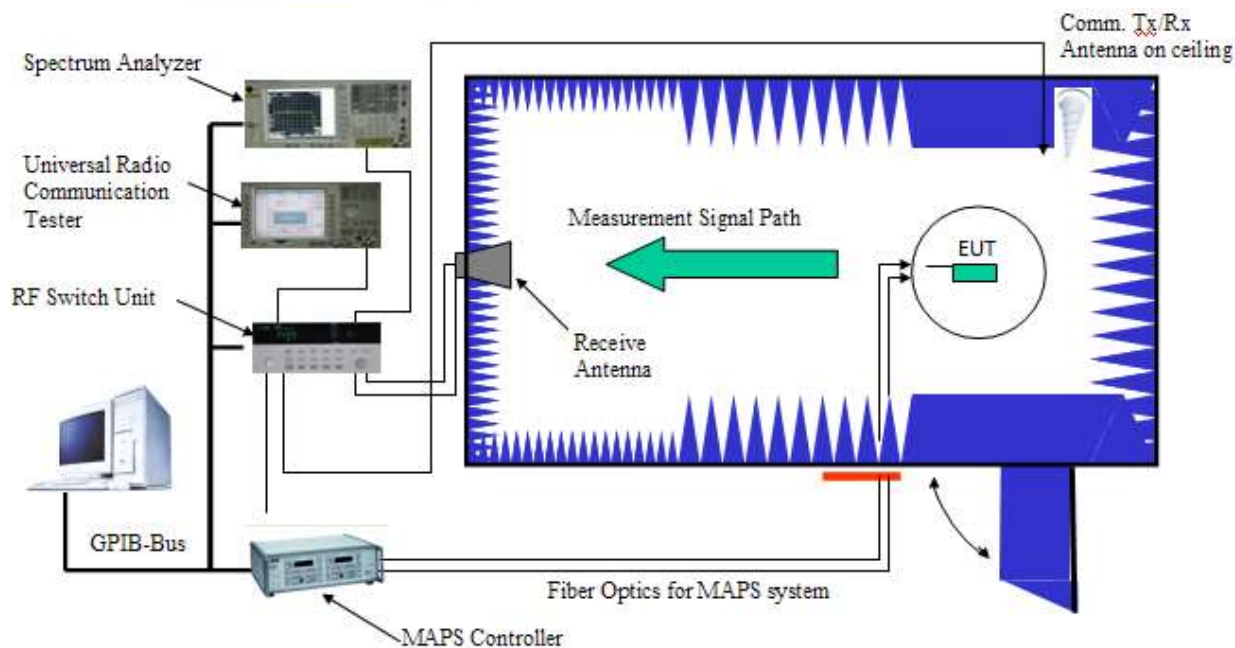 Comm. Tx/Rx
Antenna on ceiling
Spectrum Analyzer
Universal Radio
Communication
Tester
Measurement Signal Path
EUT
RF Switch Unit
Receive
Antenna
GPIB-Bus
Fiber Optics for MAPS system
MAPS Controller